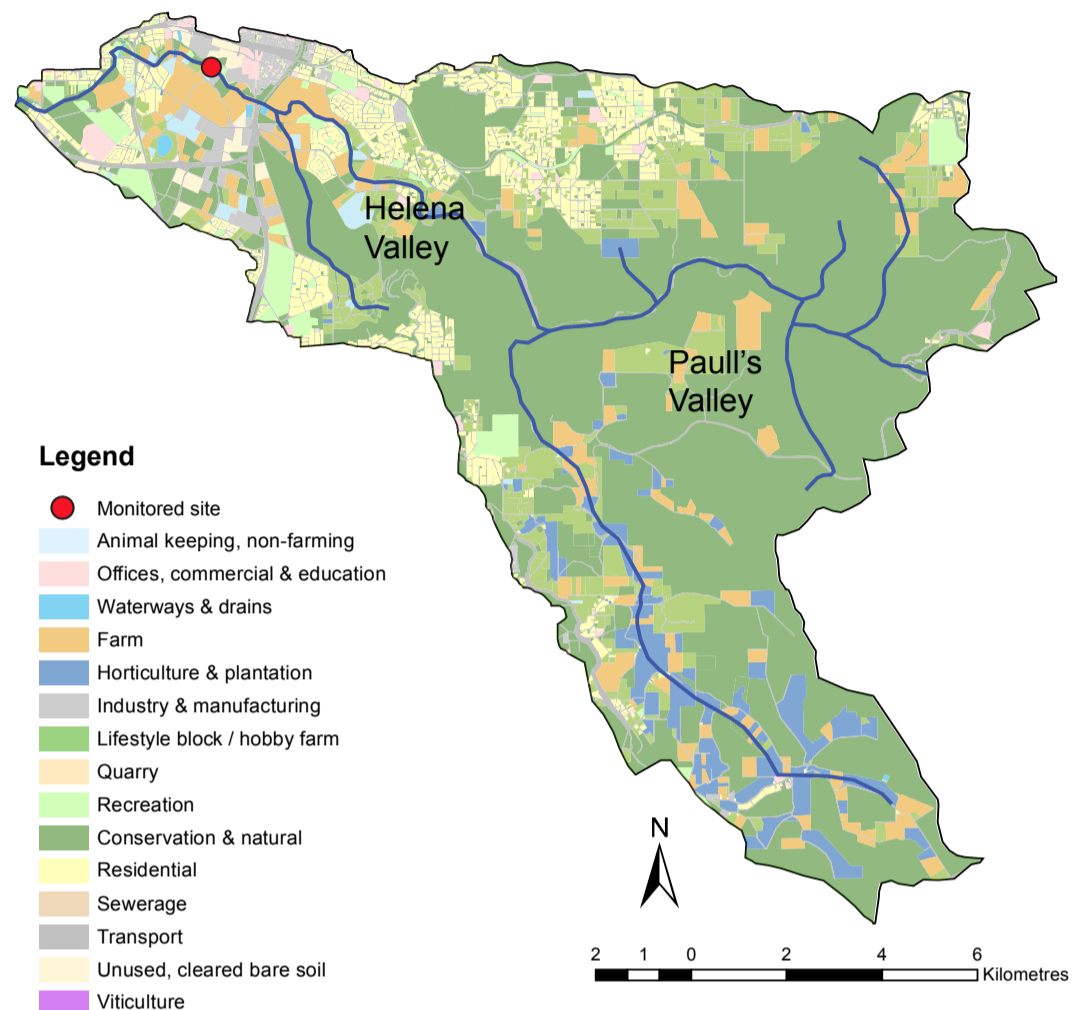 Helena
Valley
Paull's
Valley
Legend
Monitored site
Animal keeping, non-farming
Offices, commercial & education
Waterways & drains
Farm
Horticulture & plantation
Industry & manufacturing
Lifestyle block / hobby farm
Quarry
Recreation
Conservation & natural
Residential
Sewerage
Transport
Unused, cleared bare soil
Viticulture
N
2 1 0 2 4 6
Kilometres